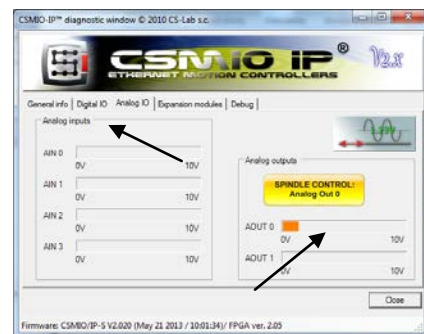 CSMIO-IP™ diagnostic window © 2010 CS-Lab s.c.
CSMIO IP®
ETHERNET MOTION CONTROLLERS
V2.x
General info | Digital IO | Analog IO | Expansion modules | Debug
Analog inputs
AIN 0
0V 10V
AIN 1
0V 10V
AIN 2
0V 10V
AIN 3
0V 10V
Analog outputs
SPINDLE CONTROL:
Analog Out 0
AOUT 0
0V 10V
AOUT 1
0V 10V
Close
Firmware: CSMIO/IP-S V2.020 (May 21 2013 / 10:01:34)/ FPGA ver. 2.05